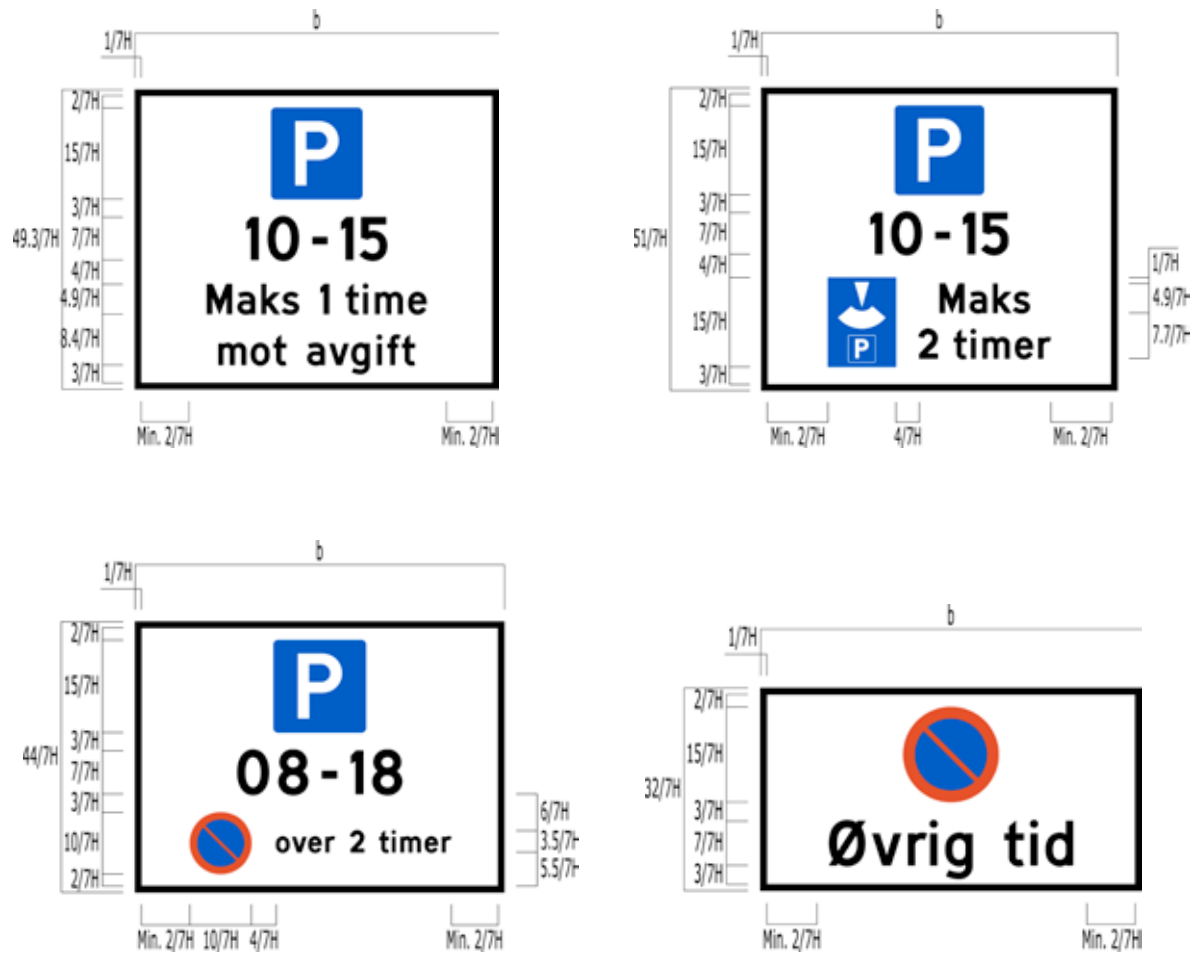 b
1/7H
2/7H
15/7H
3/7H
7/7H
4/7H
4.9/7H
8.4/7H
3/7H
49.3/7H
P
10-15
Maks 1 time
mot avgift
Min. 2/7H
Min. 2/7H
b
1/7H
2/7H
15/7H
3/7H
7/7H
4/7H
15/7H
3/7H
51/7H
P
10-15
P
Maks
2 timer
1/7H
4.9/7H
7.7/7H
Min. 2/7H
4/7H
Min. 2/7H
b
1/7H
2/7H
15/7H
3/7H
7/7H
3/7H
10/7H
2/7H
44/7H
P
08-18
over 2 timer
6/7H
3.5/7H
5.5/7H
Min. 2/7H
10/7H
4/7H
Min. 2/7H
b
1/7H
2/7H
15/7H
3/7H
7/7H
3/7H
32/7H
Øvrig tid
Min. 2/7H
Min. 2/7H